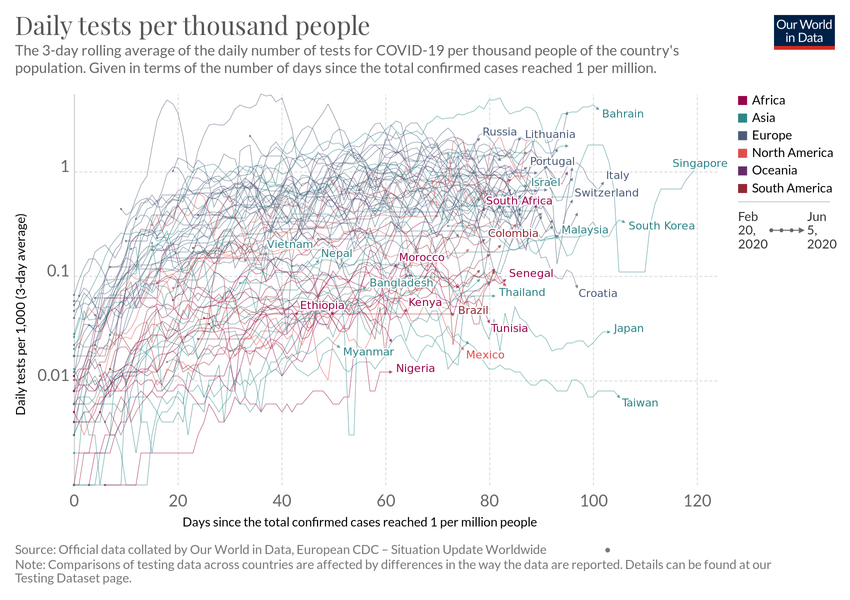 Daily tests per thousand people
The 3-day rolling average of the daily number of tests for COVID-19 per thousand people of the country's
population. Given in terms of the number of days since the total confirmed cases reached 1 per million.
Our World
in Data
Africa
Asia
Europe
North America
Oceania
South America
Feb
20,
2020
Jun
5,
2020
Daily tests per 1,000 (3-day average)
1
0.1
0.01
Bahrain
Russia
Lithuania
Portugal
Singapore
Israel
Italy
Switzerland
South Africa
South Korea
Malaysia
Colombia
Vietnam
Nepal
Morocco
Senegal
Bangladesh
Thailand
Croatia
Ethiopia
Kenya
Brazil
Tunisia
Japan
Myanmar
Mexico
Nigeria
Taiwan
0
20
40
60
80
100
120
Days since the total confirmed cases reached 1 per million people
Source: Official data collated by Our World in Data, European CDC – Situation Update Worldwide
Note: Comparisons of testing data across countries are affected by differences in the way the data are reported. Details can be found at our
Testing Dataset page.